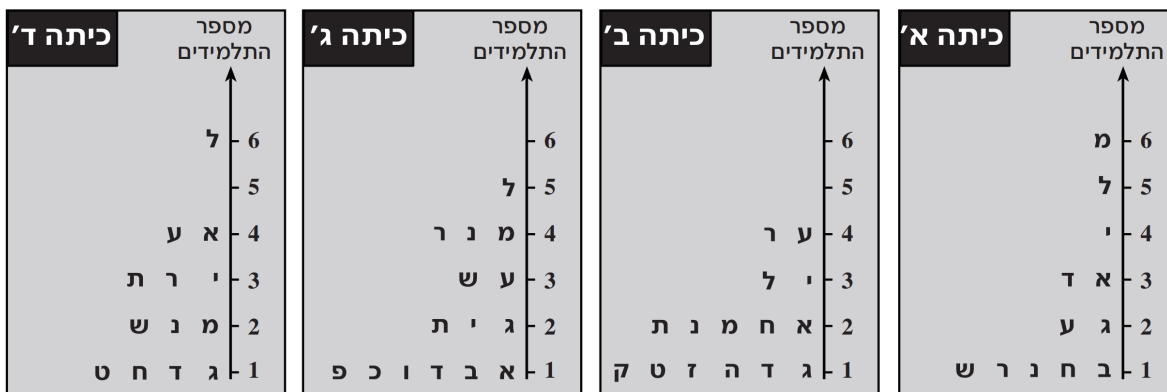 כיתה א׳
מספר
התלמידים
6 מ
5 ל
4 י
3 א ד
2 ג ע
1 ב ח נ ר ש
כיתה ב׳
מספר
התלמידים
6
5
4 ע ר
3 י ל
2 א ח מ נ ת
1 ג ד ה ז ט ק
כיתה ג׳
מספר
התלמידים
6
5 ל
4 מ נ ר
3 ע ש
2 ג י ת
1 א ב ד ו כ פ
כיתה ד׳
מספר
התלמידים
6 ל
5
4 א ע
3 י ר ת
2 מ נ ש
1 ג ד ח ט